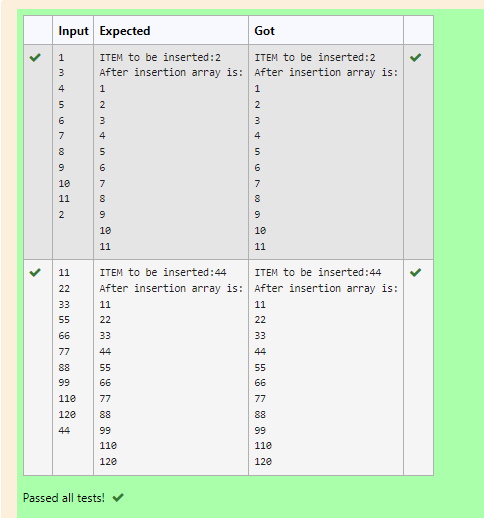 Input Expected Got
1 ITEM to be inserted:2 ITEM to be inserted:2
3 After insertion array is: After insertion array is:
4 1 1
5 2 2
6 3 3
7 4 4
8 5 5
9 6 6
10 7 7
11 8 8
2 9 9
10 10
11 11
11 ITEM to be inserted:44 ITEM to be inserted:44
22 After insertion array is: After insertion array is:
33 11 11
55 22 22
66 33 33
77 44 44
88 55 55
99 66 66
110 77 77
120 88 88
44 99 99
110 110
120 120
Passed all tests!